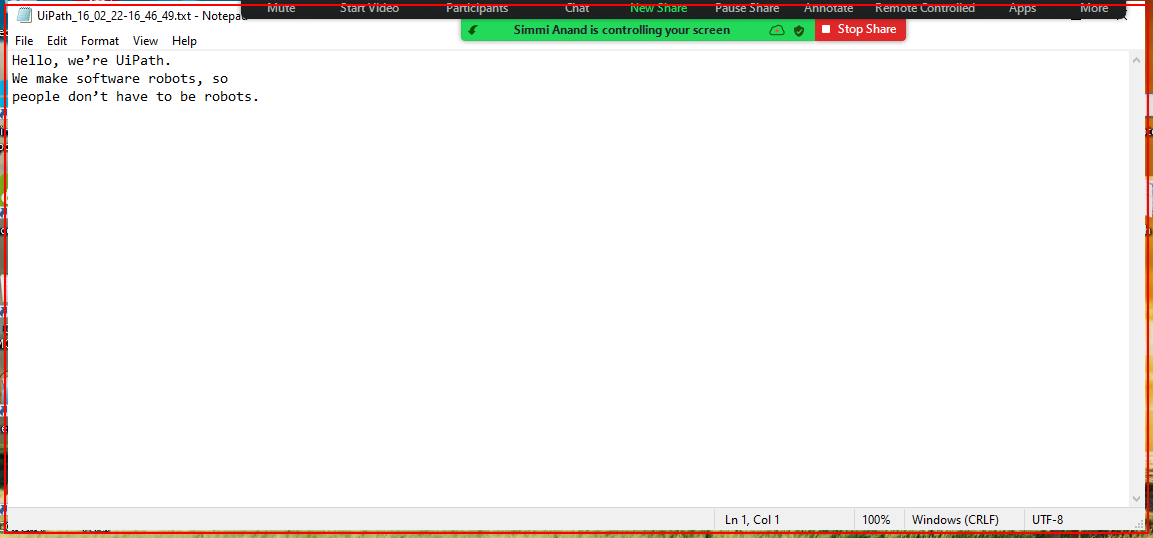 Mute Start Video Participants Chat New Share Pause Share Annotate Remote Controlled Apps More
UiPath_16_02_22-16_46_49.txt - Notepad
Simmi Anand is controlling your screen Stop Share
File Edit Format View Help
Hello, we’re UiPath.
We make software robots, so
people don’t have to be robots.
Ln 1, Col 1 100% Windows (CRLF) UTF-8